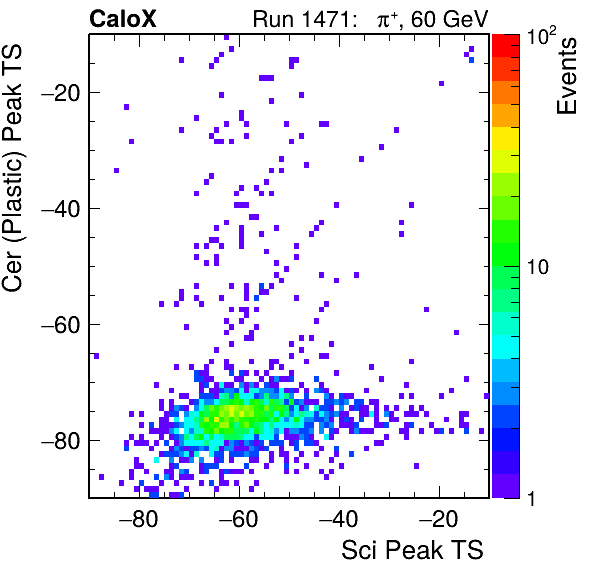 CaloX Run 1471: π⁺, 60 GeV
Cer (Plastic) Peak TS
−20
−40
−60
−80
−80 −60 −40 −20
Sci Peak TS
10²
10
1
Events